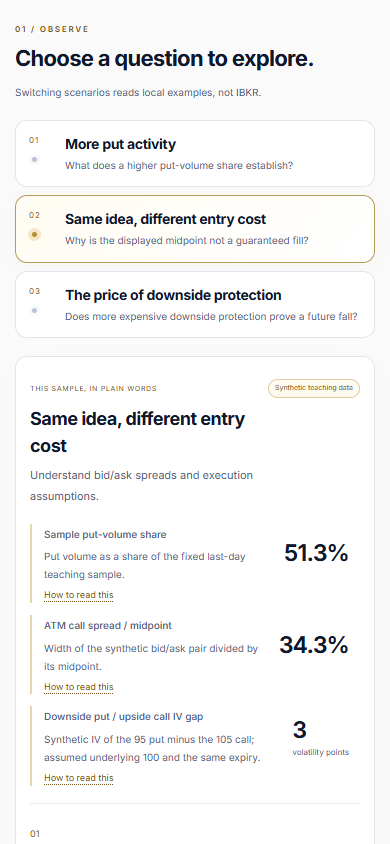 01 / OBSERVE
Choose a question to explore.
Switching scenarios reads local examples, not IBKR.
01
More put activity
What does a higher put-volume share establish?
02
Same idea, different entry cost
Why is the displayed midpoint not a guaranteed fill?
03
The price of downside protection
Does more expensive downside protection prove a future fall?
THIS SAMPLE, IN PLAIN WORDS
Synthetic teaching data
Same idea, different entry
cost
Understand bid/ask spreads and execution
assumptions.
Sample put-volume share
Put volume as a share of the fixed last-day
teaching sample.
How to read this
51.3%
ATM call spread / midpoint
Width of the synthetic bid/ask pair divided by
its midpoint.
How to read this
34.3%
Downside put / upside call IV gap
Synthetic IV of the 95 put minus the 105 call;
assumed underlying 100 and the same expiry.
How to read this
3
volatility points
01